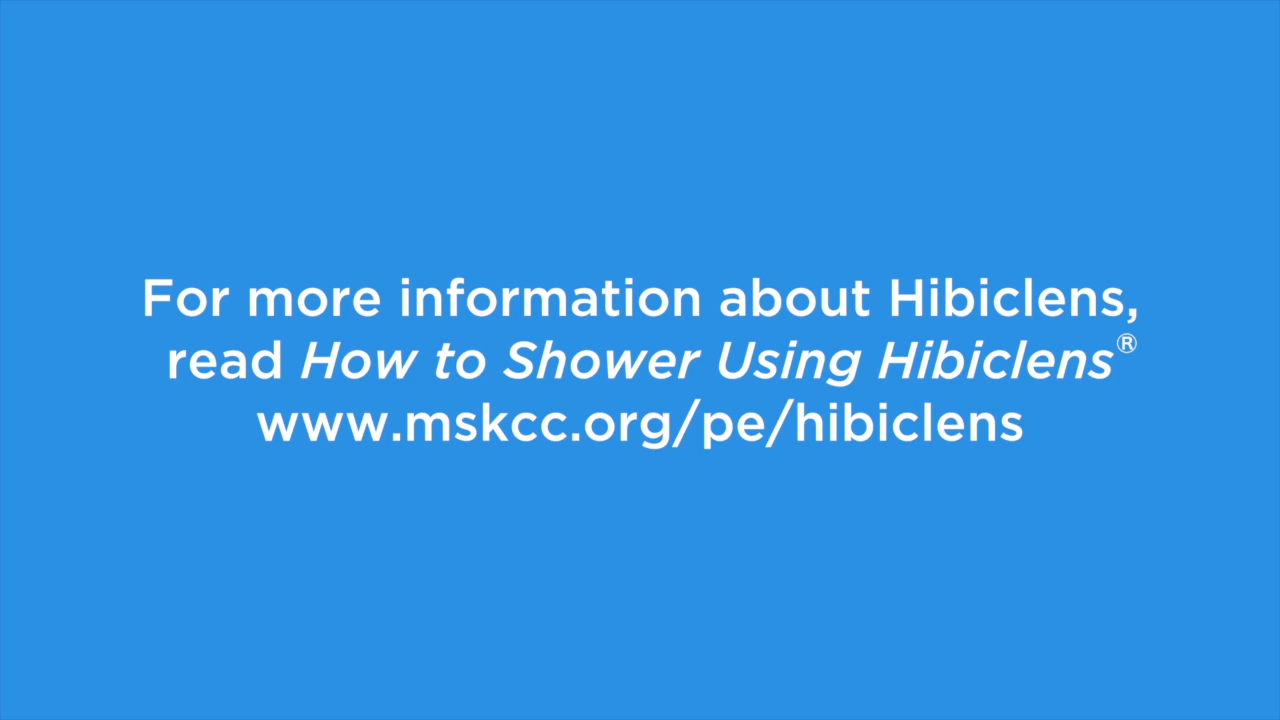 For more information about Hibiclens,
read How to Shower Using Hibiclens®
www.mskcc.org/pe/hibiclens